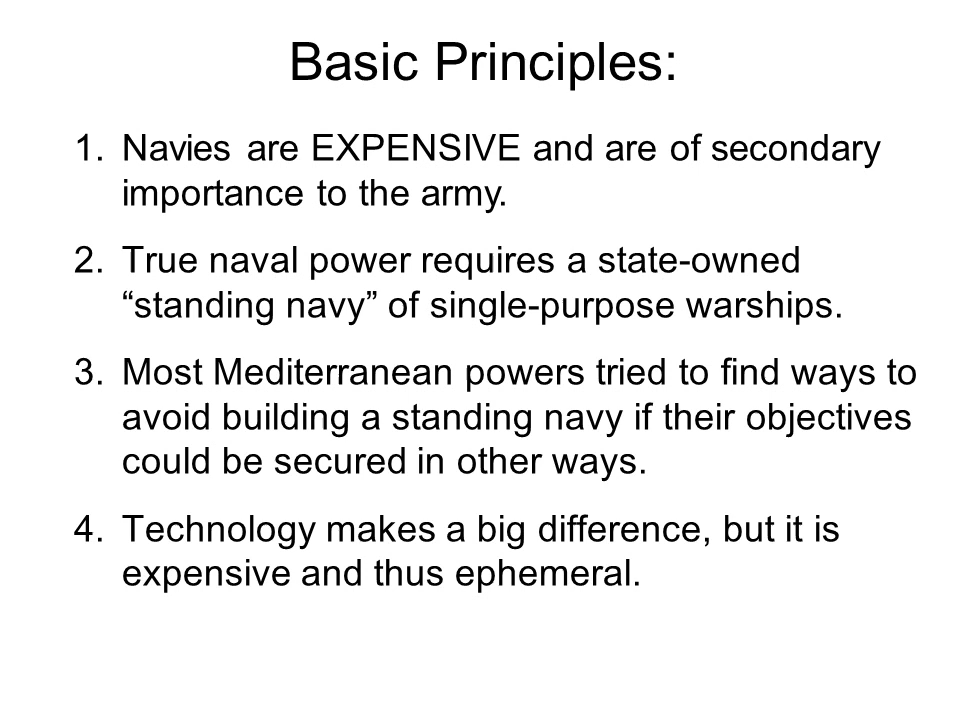 Basic Principles:
1. Navies are EXPENSIVE and are of secondary
importance to the army.
2. True naval power requires a state-owned
“standing navy” of single-purpose warships.
3. Most Mediterranean powers tried to find ways to
avoid building a standing navy if their objectives
could be secured in other ways.
4. Technology makes a big difference, but it is
expensive and thus ephemeral.